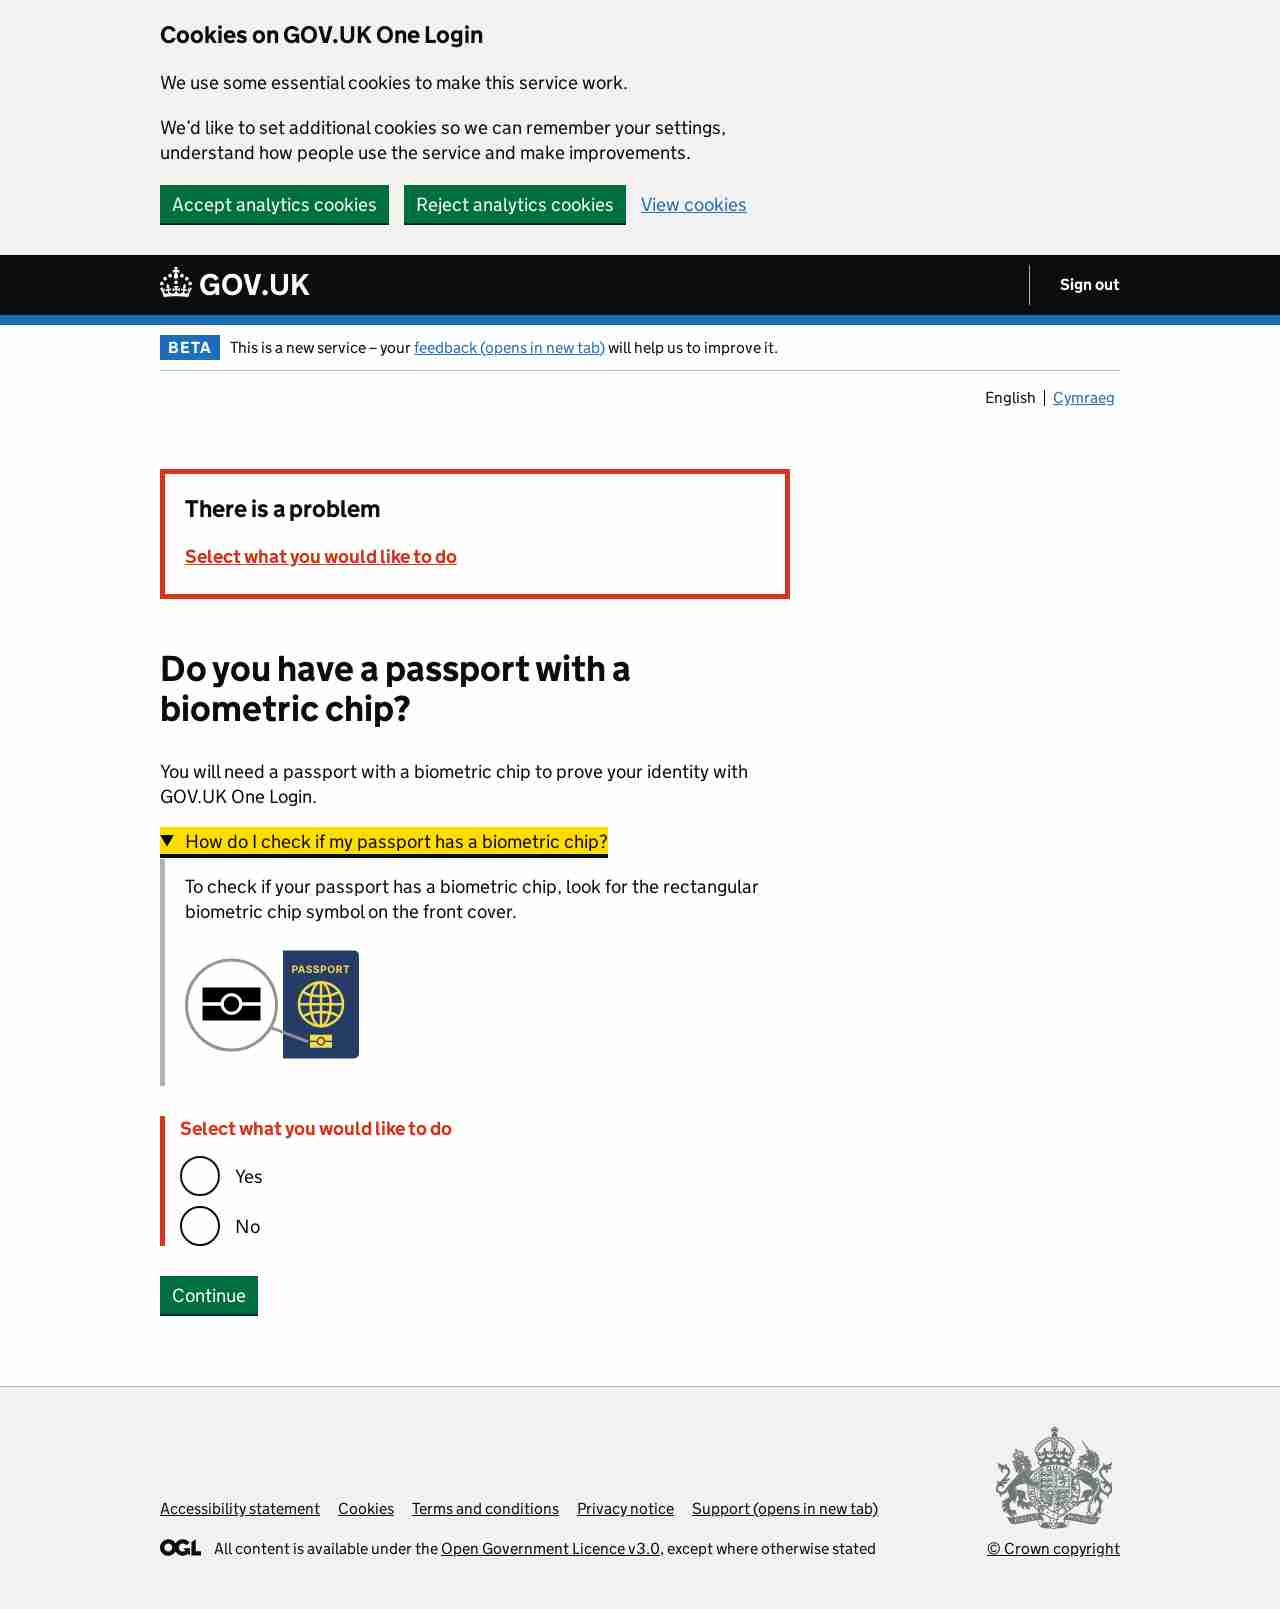 Cookies on GOV.UK One Login
We use some essential cookies to make this service work.
We’d like to set additional cookies so we can remember your settings,
understand how people use the service and make improvements.
Accept analytics cookies Reject analytics cookies View cookies
GOV.UK Sign out
BETA This is a new service – your feedback (opens in new tab) will help us to improve it.
English Cymraeg
There is a problem
Select what you would like to do
Do you have a passport with a
biometric chip?
You will need a passport with a biometric chip to prove your identity with
GOV.UK One Login.
How do I check if my passport has a biometric chip?
To check if your passport has a biometric chip, look for the rectangular
biometric chip symbol on the front cover.
PASSPORT
Select what you would like to do
Yes
No
Continue
Accessibility statement Cookies Terms and conditions Privacy notice Support (opens in new tab)
OGL All content is available under the Open Government Licence v3.0, except where otherwise stated
© Crown copyright